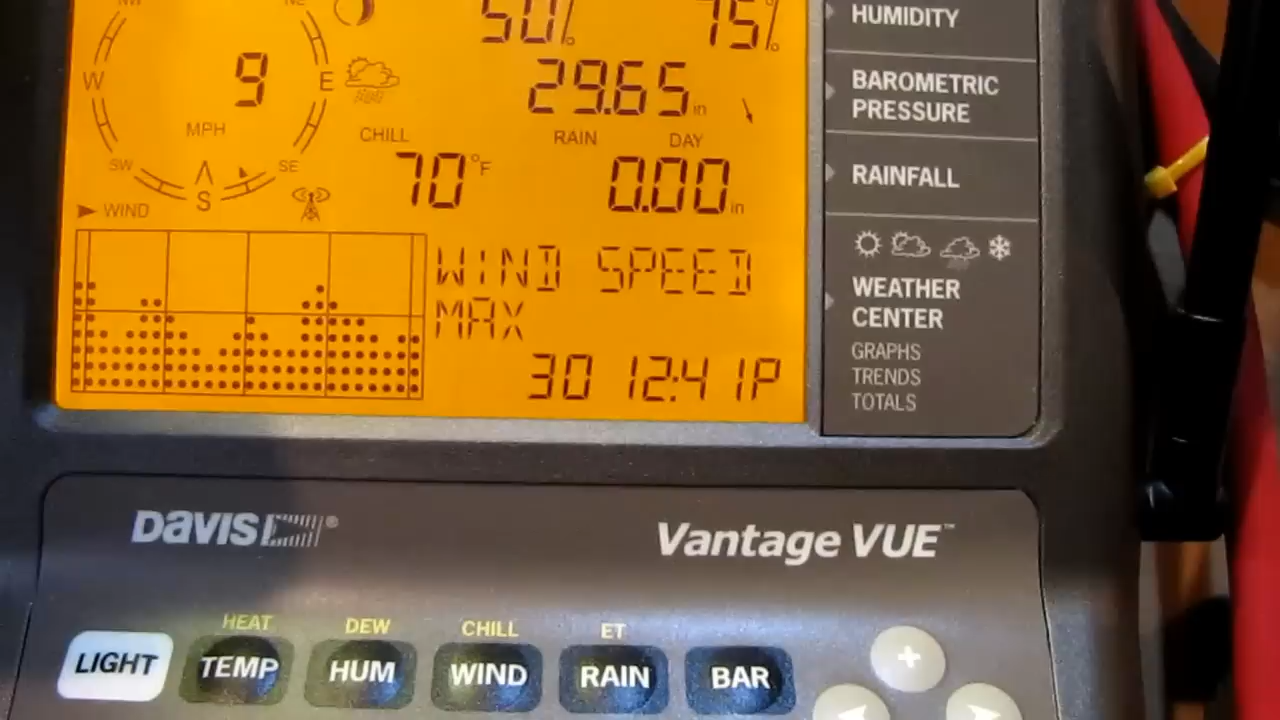 50% 75%
HUMIDITY
W 9 E
MPH
29.65 in
BAROMETRIC
PRESSURE
CHILL RAIN DAY
SW S SE
70°F 0.00 in
RAINFALL
WIND
WIND SPEED
MAX
30 12:41P
WEATHER
CENTER
GRAPHS
TRENDS
TOTALS
DAVIS®
Vantage VUE™
HEAT DEW CHILL ET
LIGHT TEMP HUM WIND RAIN BAR +